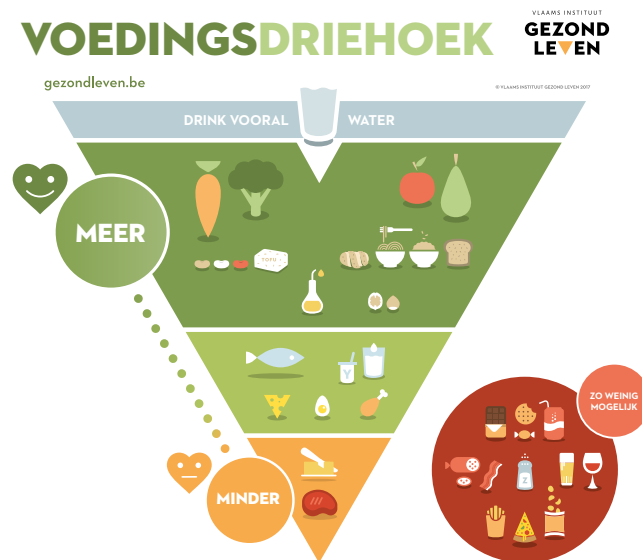 VLAAMS INSTITUUT
GEZOND
LEVEN
VOEDINGSDRIEHOEK
gezondleven.be
© VLAAMS INSTITUUT GEZOND LEVEN 2017
DRINK VOORAL WATER
MEER
TOFU
Y
ZO WEINIG
MOGELIJK
Z
MINDER